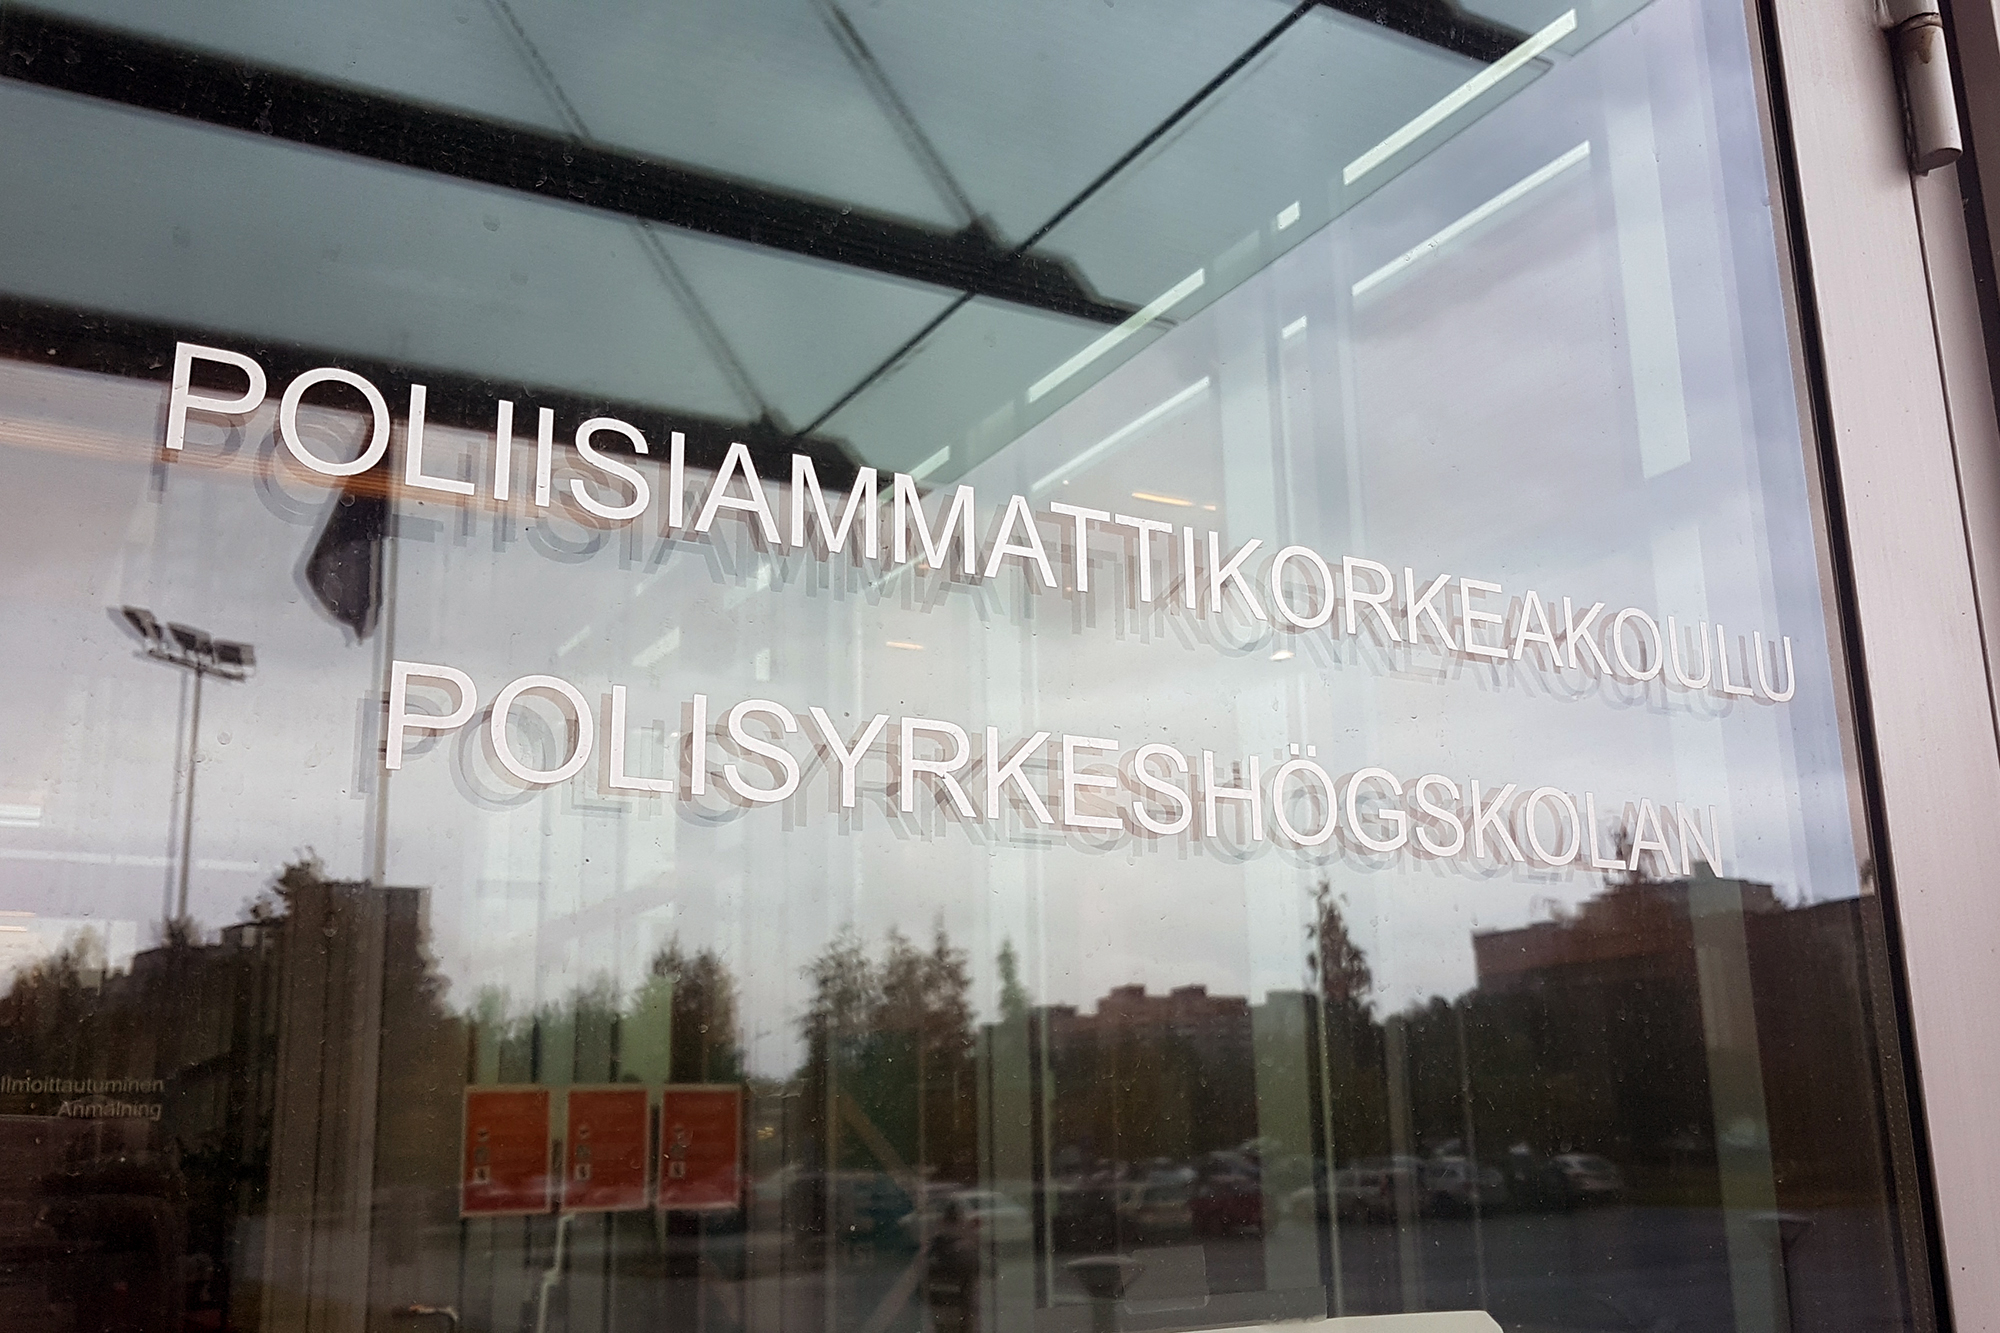 POLIISIAMMATTIKORKEAKOULU
POLISYRKESHÖGSKOLAN
Ilmoittautuminen
Anmälning